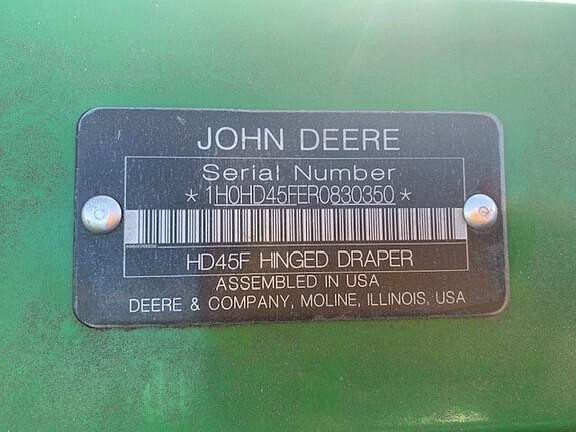 JOHN DEERE
Serial Number
*1H0HD45FER0830350*
HD45F HINGED DRAPER
ASSEMBLED IN USA
DEERE & COMPANY, MOLINE, ILLINOIS, USA